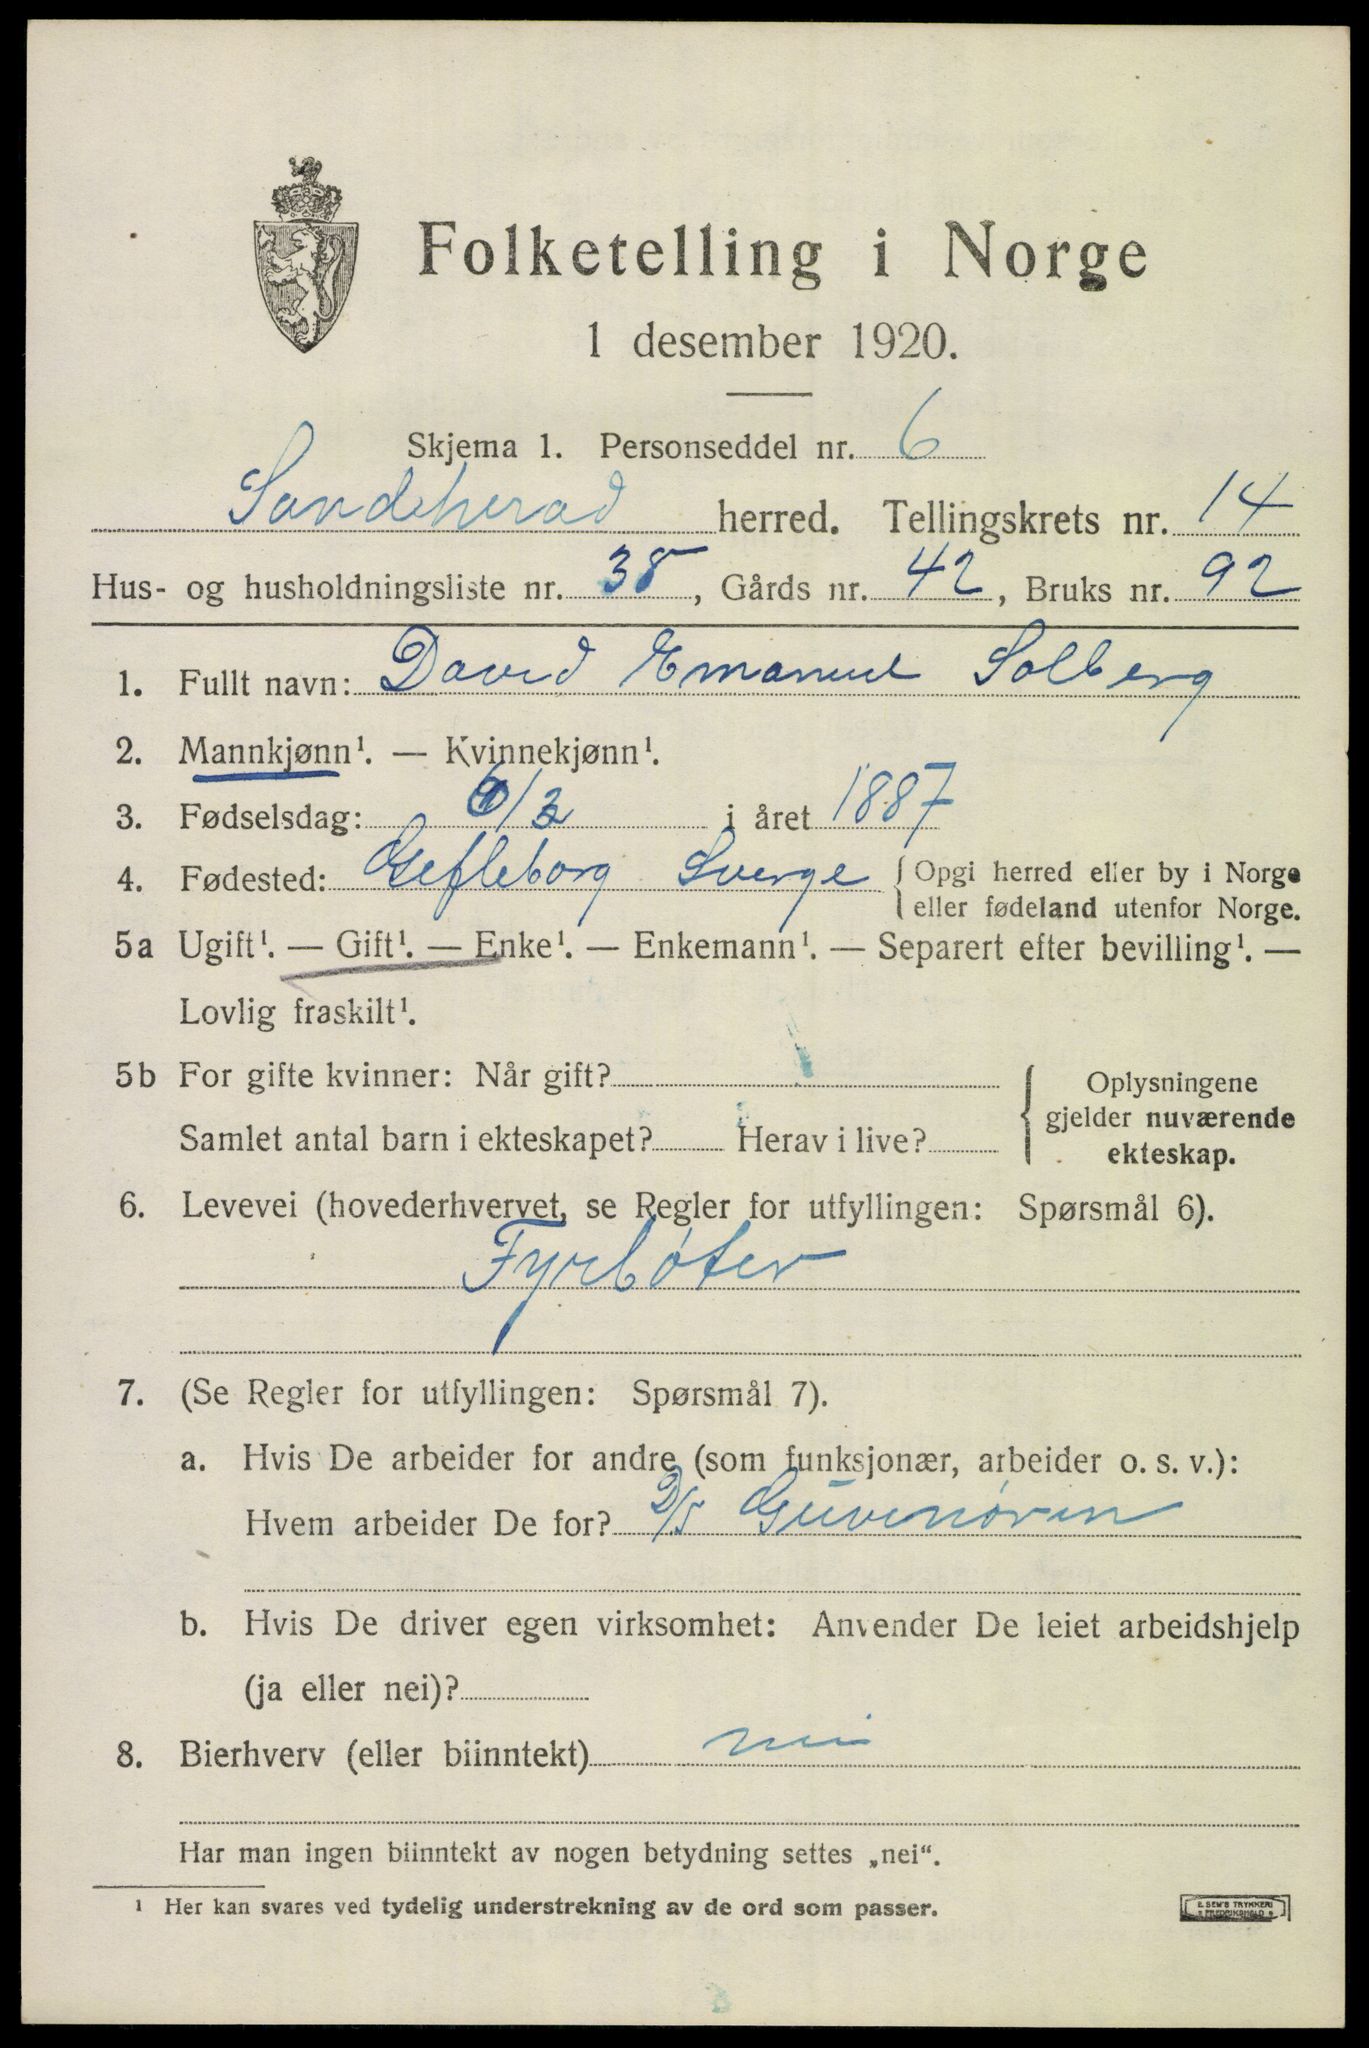 Folketelling i Norge
1 desember 1920.
Skjema 1. Personseddel nr. 6
Sandeherad herred. Tellingskrets nr. 14
Hus- og husholdningsliste nr. 38, Gårds nr. 42, Bruks nr. 92
1. Fullt navn: David Emanuel Solberg
2. Mannkjønn¹. — Kvinnekjønn¹.
3. Fødselsdag: 6/3 i året 1887
4. Fødested: Gefleborg Sverge { Opgi herred eller by i Norge
eller fødeland utenfor Norge.
5a Ugift¹. — Gift¹. — Enke¹. — Enkemann¹. — Separert efter bevilling¹. —
Lovlig fraskilt¹.
5b For gifte kvinner: Når gift?
Samlet antal barn i ekteskapet? Herav i live?
Oplysningene
gjelder nuværende
ekteskap.
6. Levevei (hovederhvervet, se Regler for utfyllingen: Spørsmål 6).
Fyrbøter
7. (Se Regler for utfyllingen: Spørsmål 7).
a. Hvis De arbeider for andre (som funksjonær, arbeider o. s. v.):
Hvem arbeider De for? D/S Guvenøren
b. Hvis De driver egen virksomhet: Anvender De leiet arbeidshjelp
(ja eller nei)?
8. Bierhverv (eller biinntekt) nei
Har man ingen biinntekt av nogen betydning settes „nei“.
¹ Her kan svares ved tydelig understrekning av de ord som passer.
E. SEM'S TRYKKERI
FREDRIKSHALD